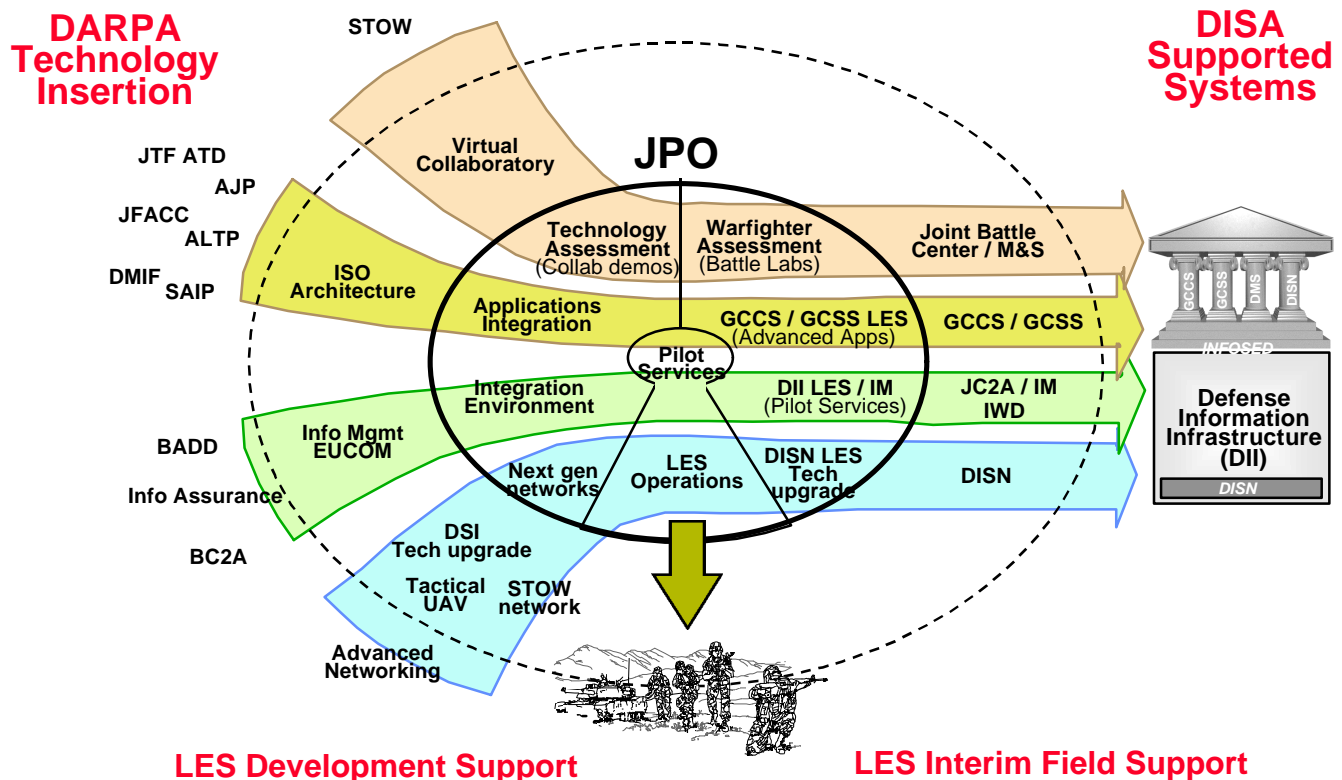 DARPA
Technology
Insertion
STOW
DISA
Supported
Systems
JTF ATD
AJP
JFACC
ALTP
DMIF
SAIP
Virtual
Collaboratory
JPO
Technology
Assessment
(Collab demos)
Warfighter
Assessment
(Battle Labs)
Joint Battle
Center / M&S
ISO
Architecture
Applications
Integration
GCCS / GCSS LES
(Advanced Apps)
GCCS / GCSS
GCCS
GCSS
DMS
DISN
INFOSED
Pilot
Services
Integration
Environment
DII LES / IM
(Pilot Services)
JC2A / IM
IWD
Defense
Information
Infrastructure
(DII)
DISN
BADD
Info Assurance
BC2A
Info Mgmt
EUCOM
Next gen
networks
LES
Operations
DISN LES
Tech
upgrade
DISN
DSI
Tech upgrade
Tactical
UAV
STOW
network
Advanced
Networking
LES Development Support
LES Interim Field Support